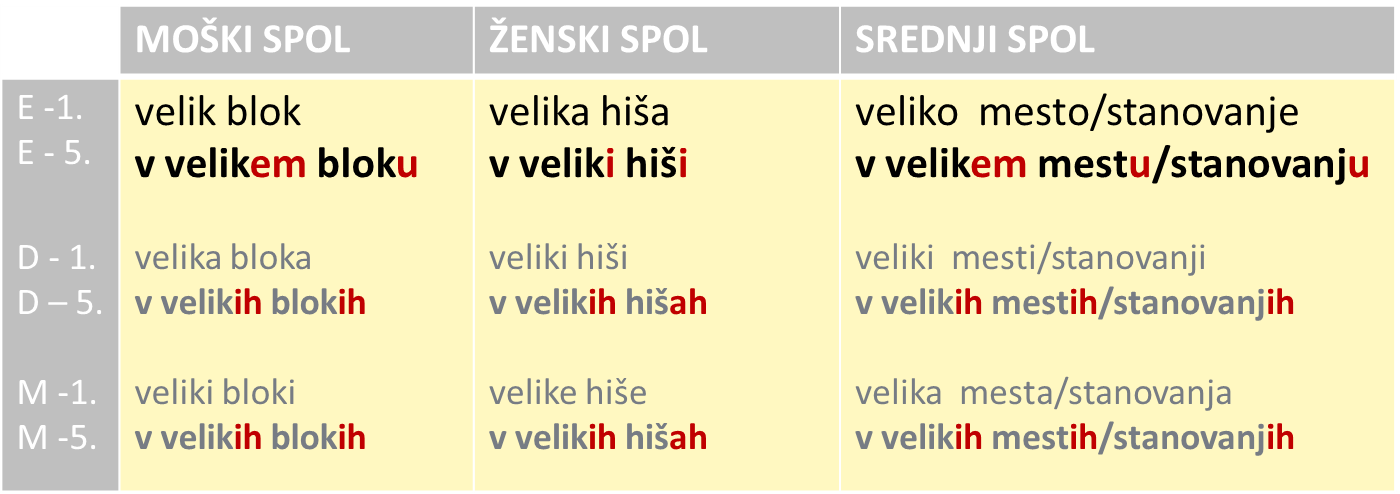 MOŠKI SPOL ŽENSKI SPOL SREDNJI SPOL
E -1. velik blok velika hiša veliko  mesto/stanovanje
E - 5. v velikem bloku v veliki hiši v velikem mestu/stanovanju
D - 1. velika bloka veliki hiši veliki  mesti/stanovanji
D – 5. v velikih blokih v velikih hišah v velikih mestih/stanovanjih
M -1. veliki bloki velike hiše velika  mesta/stanovanja
M -5. v velikih blokih v velikih hišah v velikih mestih/stanovanjih